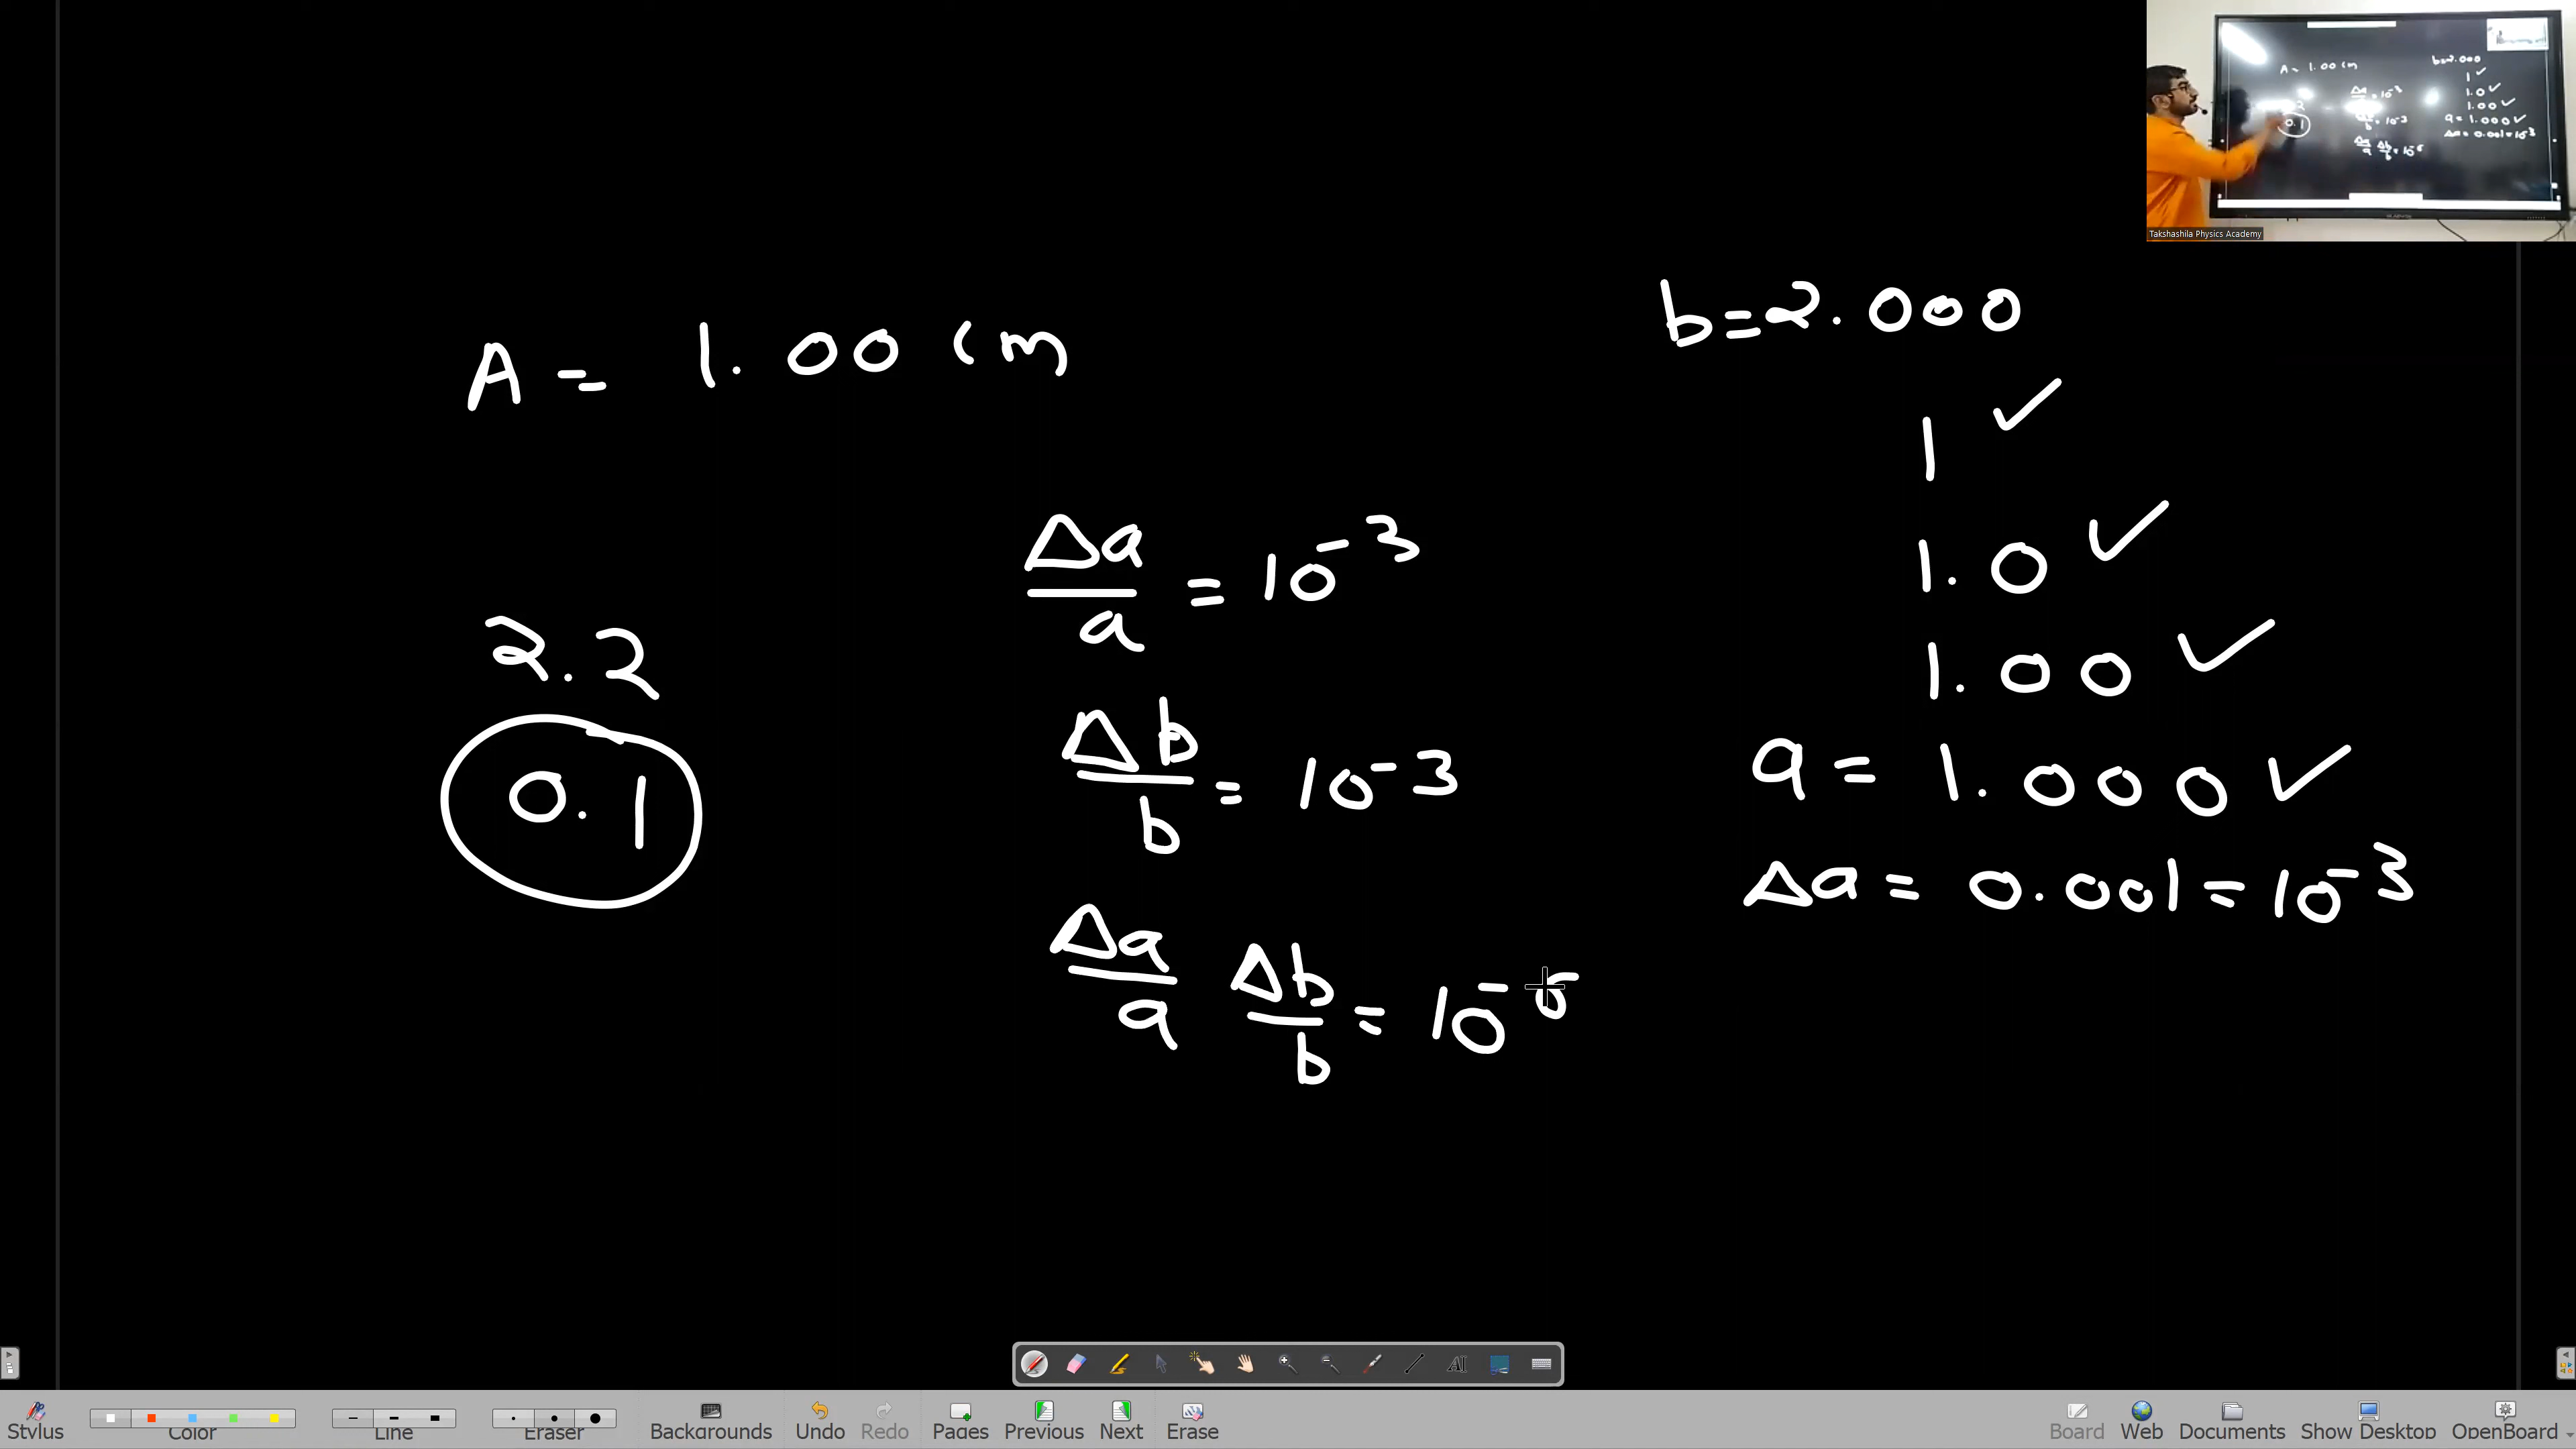 Takshashila Physics Academy
A = 1.00 cm
2.2
0.1
Δa/a = 10⁻³
Δb/b = 10⁻³
Δa/a Δb/b = 10⁻⁶
b = 2.000
1 ✓
1.0 ✓
1.00 ✓
a = 1.000 ✓
Δa = 0.001 = 10⁻³
Stylus Color Line Eraser Backgrounds Undo Redo Pages Previous Next Erase Board Web Documents Show Desktop OpenBoard